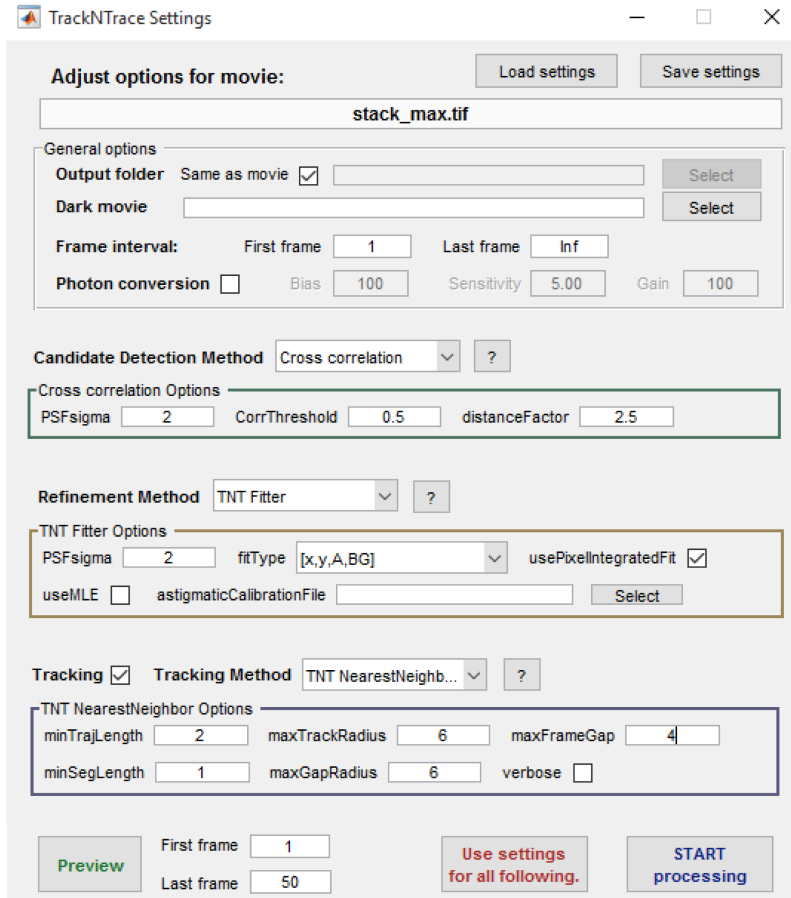 TrackNTrace Settings
Adjust options for movie: Load settings Save settings
stack_max.tif
General options
Output folder Same as movie Select
Dark movie Select
Frame interval: First frame 1 Last frame Inf
Photon conversion Bias 100 Sensitivity 5.00 Gain 100
Candidate Detection Method Cross correlation ?
Cross correlation Options
PSFsigma 2 CorrThreshold 0.5 distanceFactor 2.5
Refinement Method TNT Fitter ?
TNT Fitter Options
PSFsigma 2 fitType [x,y,A,BG] usePixelIntegratedFit
useMLE astigmaticCalibrationFile Select
Tracking Tracking Method TNT NearestNeighb... ?
TNT NearestNeighbor Options
minTrajLength 2 maxTrackRadius 6 maxFrameGap 4
minSegLength 1 maxGapRadius 6 verbose
Preview First frame 1 Use settings START
Last frame 50 for all following. processing